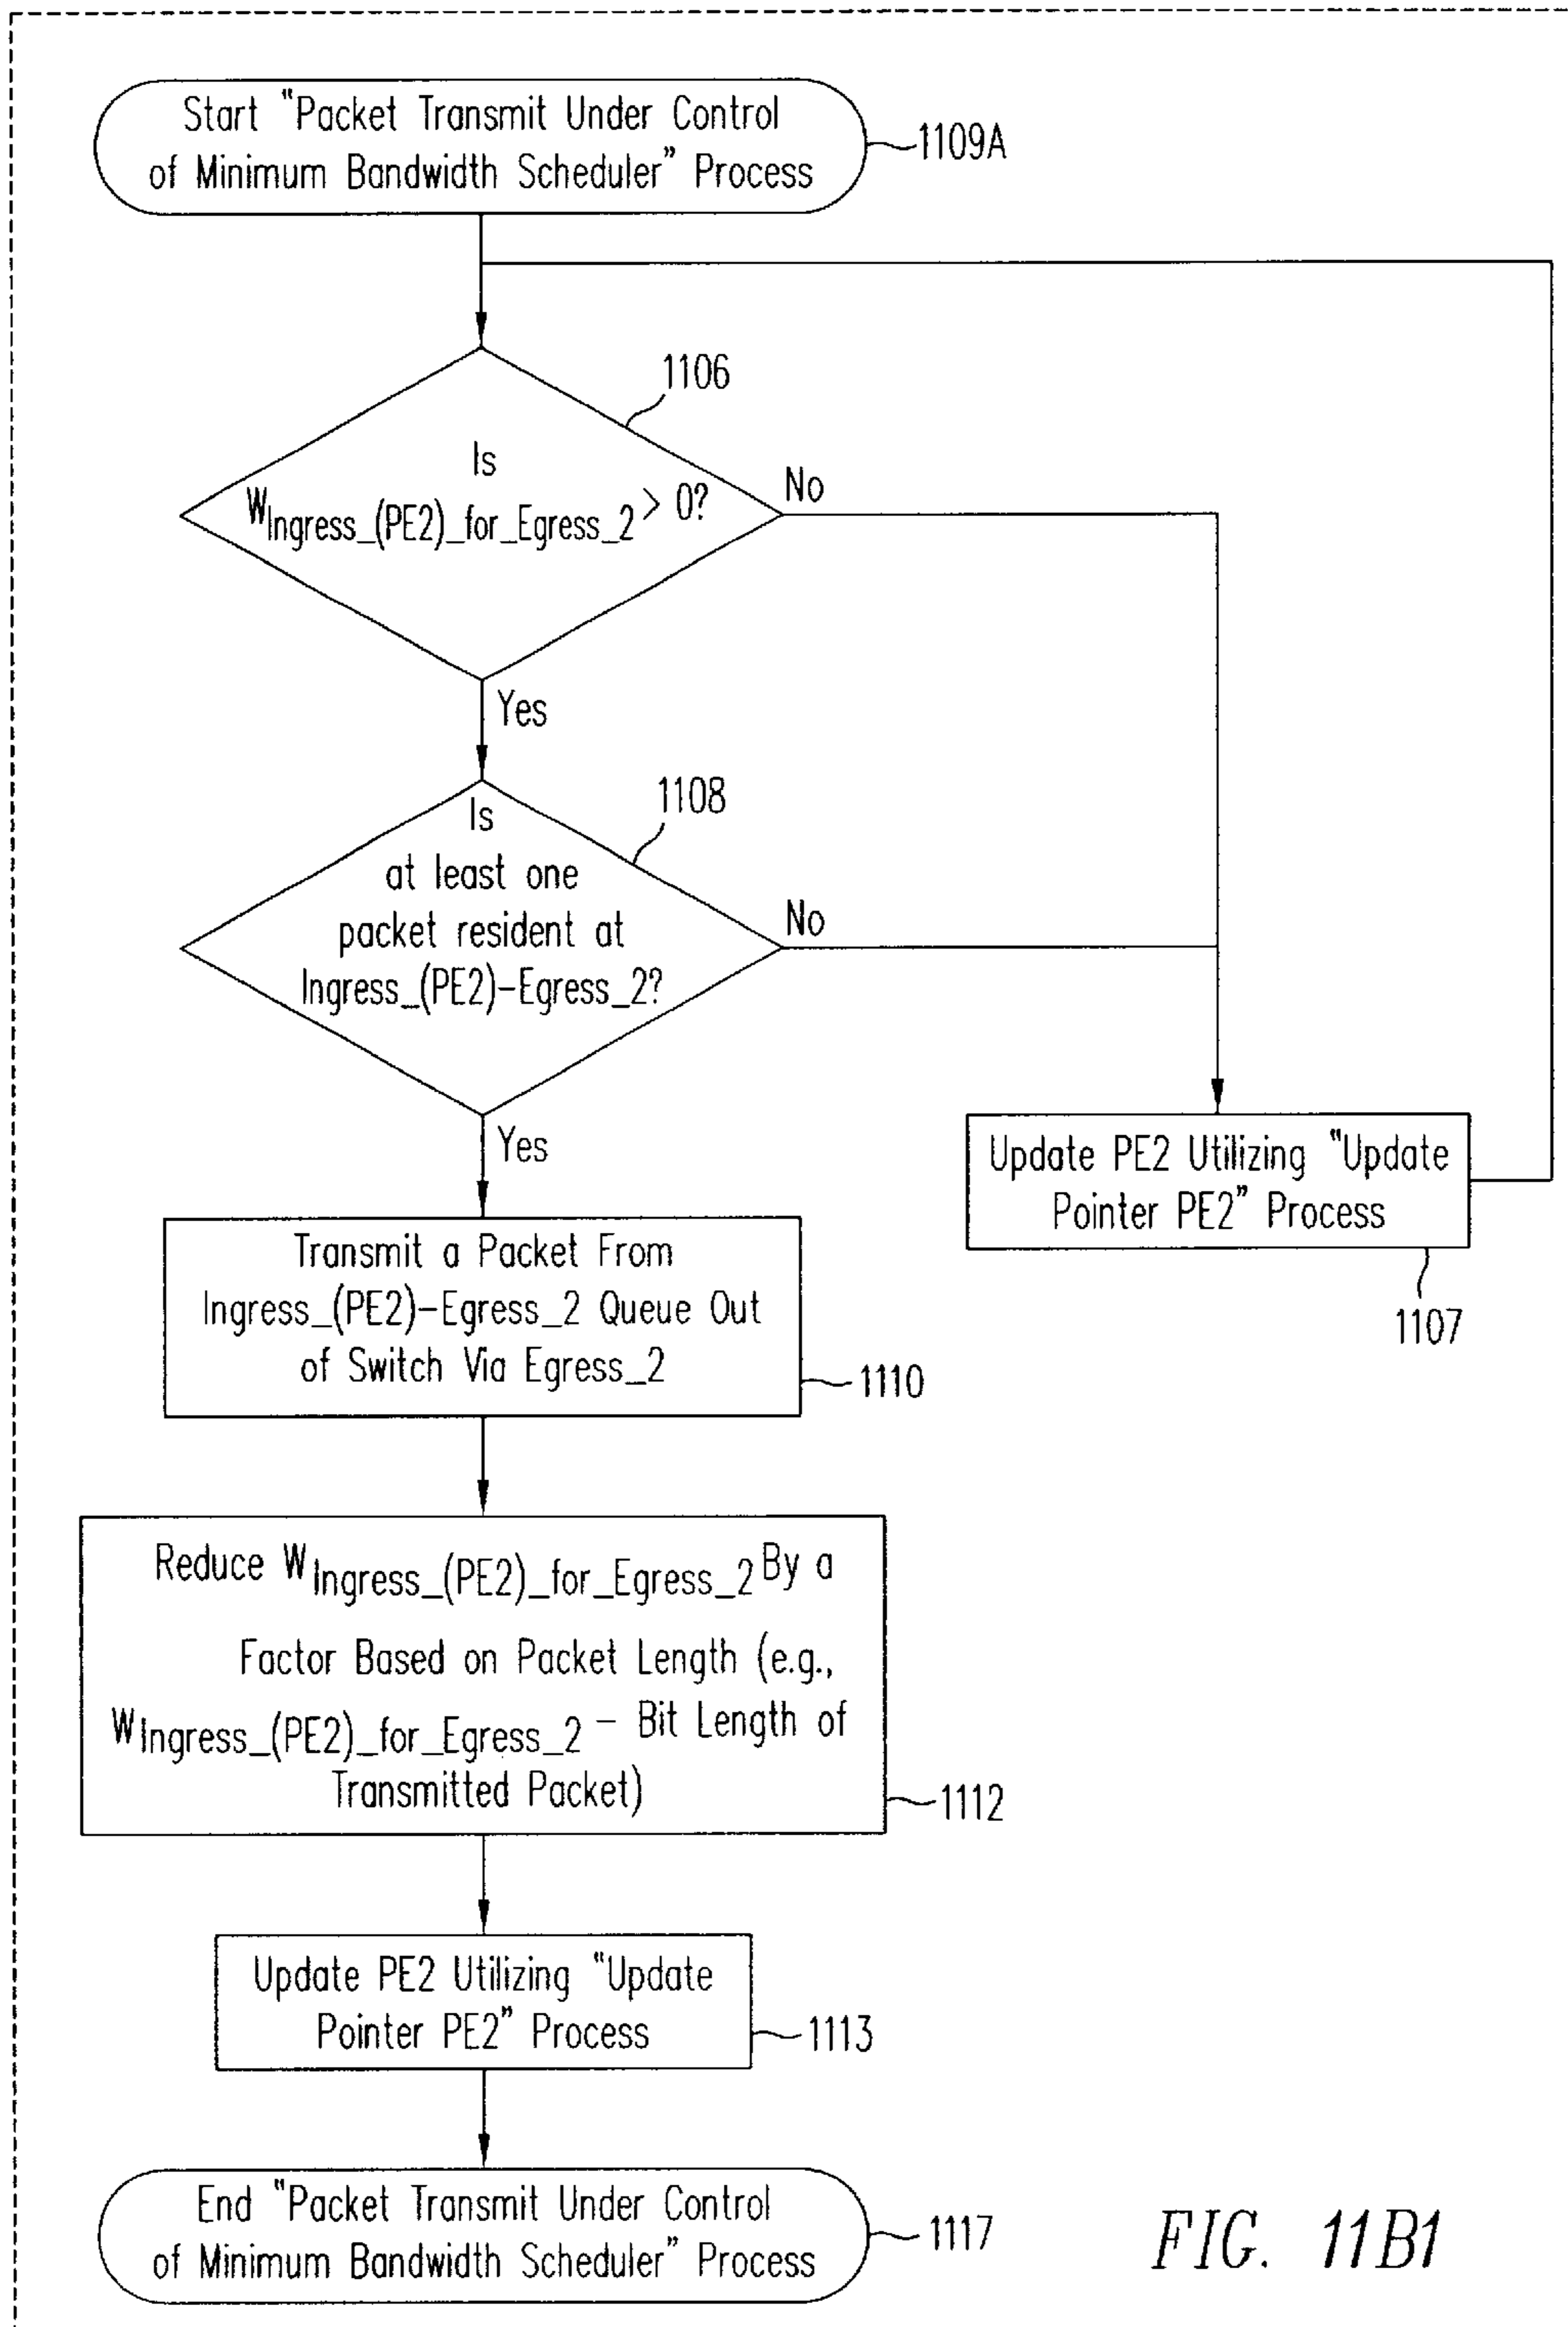 Start "Packet Transmit Under Control
of Minimum Bandwidth Scheduler" Process
1109A
1106
Is
WIngress_(PE2)_for_Egress_2 > 0?
No
Yes
1108
Is
at least one
packet resident at
Ingress_(PE2)-Egress_2?
No
Yes
Update PE2 Utilizing "Update
Pointer PE2" Process
1107
Transmit a Packet From
Ingress_(PE2)-Egress_2 Queue Out
of Switch Via Egress_2
1110
Reduce WIngress_(PE2)_for_Egress_2 By a
Factor Based on Packet Length (e.g.,
WIngress_(PE2)_for_Egress_2 - Bit Length of
Transmitted Packet)
1112
Update PE2 Utilizing "Update
Pointer PE2" Process
1113
End "Packet Transmit Under Control
of Minimum Bandwidth Scheduler" Process
1117
FIG. 11B1